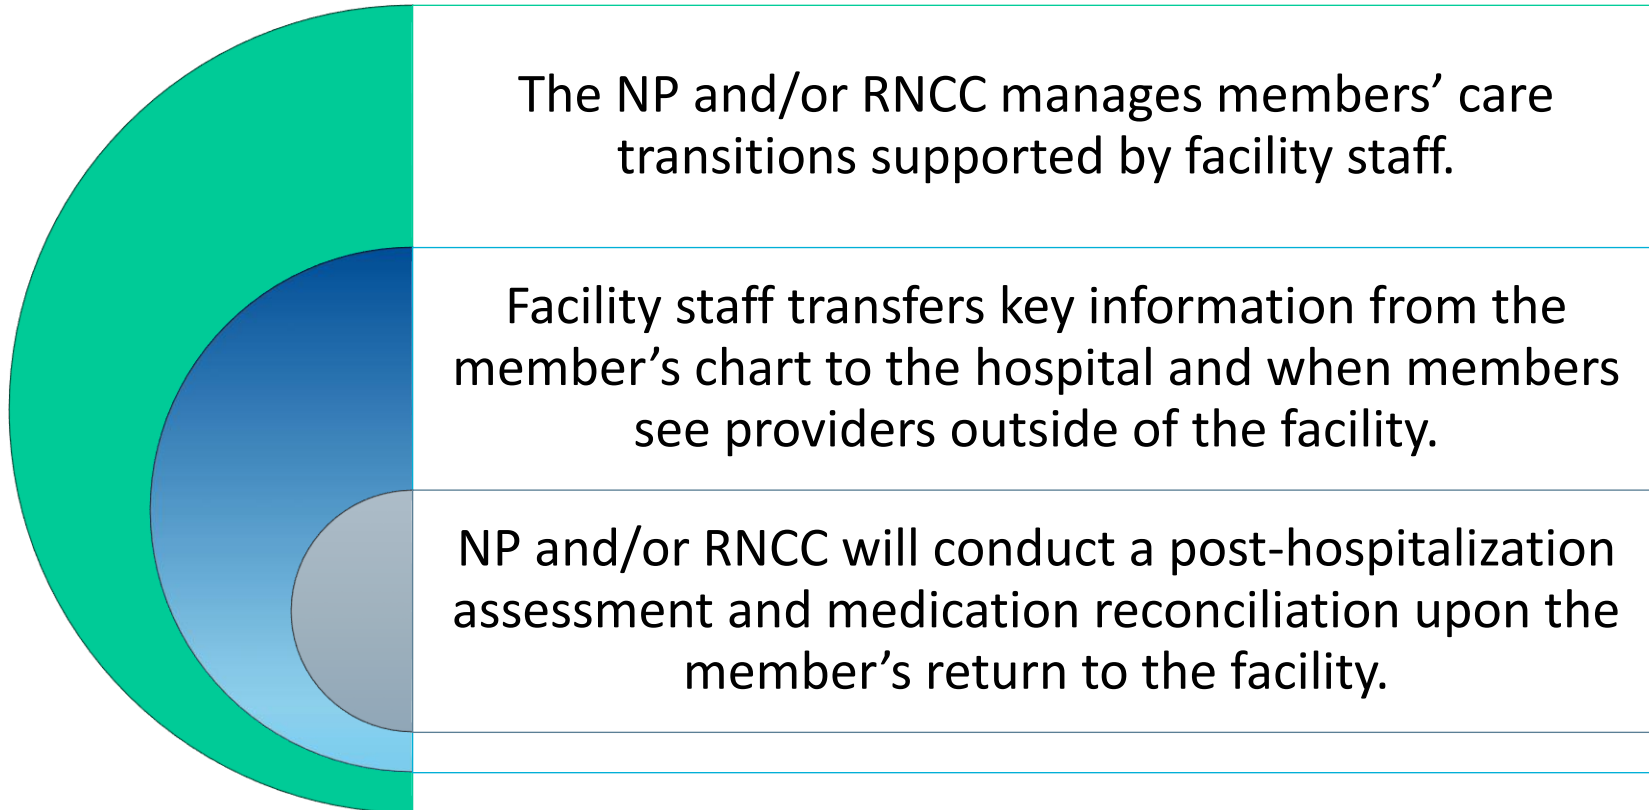 The NP and/or RNCC manages members’ care
transitions supported by facility staff.
Facility staff transfers key information from the
member’s chart to the hospital and when members
see providers outside of the facility.
NP and/or RNCC will conduct a post-hospitalization
assessment and medication reconciliation upon the
member’s return to the facility.